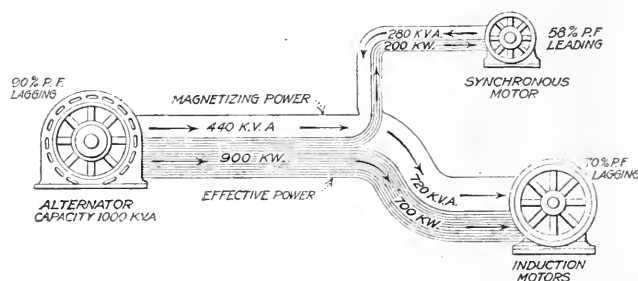 280 K.V.A.
200 KW.
58% P.F.
LEADING
SYNCHRONOUS
MOTOR
90% P.F.
LAGGING
MAGNETIZING POWER
440 K.V.A
900 KW.
EFFECTIVE POWER
ALTERNATOR
CAPACITY 1000 KVA
720 K.V.A.
700 KW.
70% P.F
LAGGING
INDUCTION
MOTORS